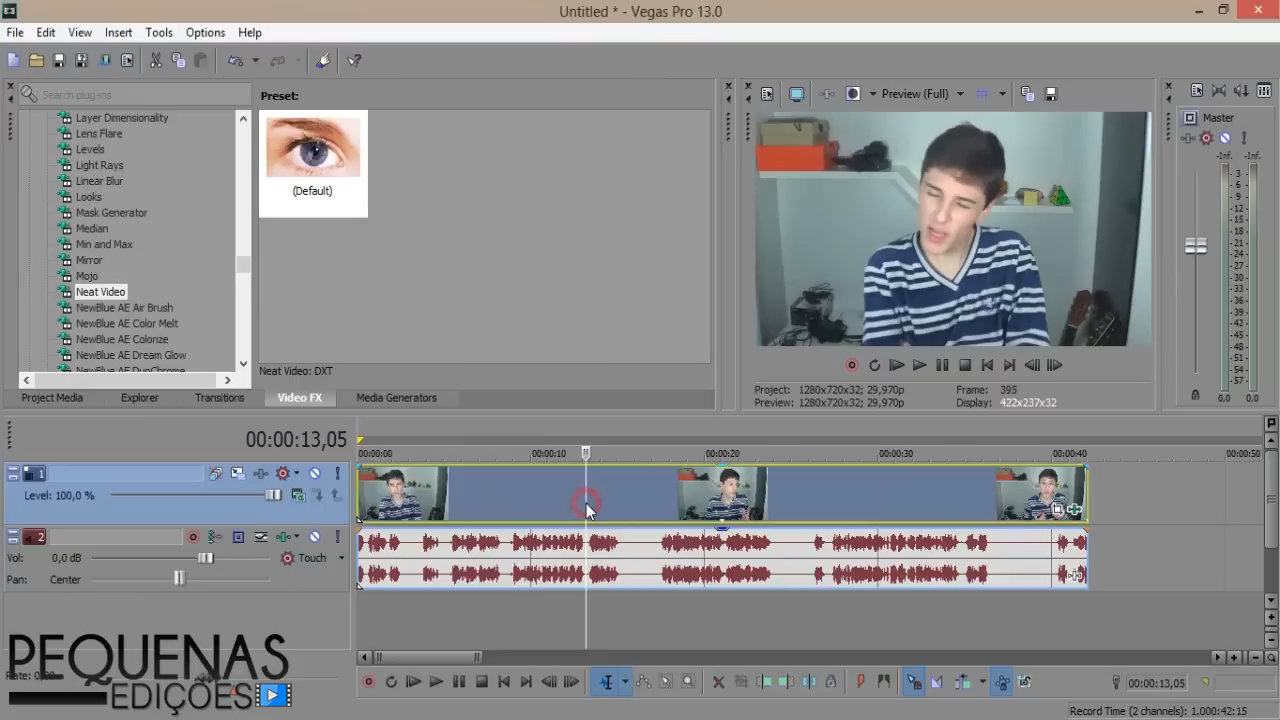 Untitled * - Vegas Pro 13.0
File Edit View Insert Tools Options Help
Search plug-ins
Layer Dimensionality
Lens Flare
Levels
Light Rays
Linear Blur
Looks
Mask Generator
Median
Min and Max
Mirror
Mojo
Neat Video
NewBlue AE Air Brush
NewBlue AE Color Melt
NewBlue AE Colorize
NewBlue AE Dream Glow
NewBlue AE DuoChrome
Preset:
(Default)
Neat Video: DXT
Project Media Explorer Transitions Video FX Media Generators
Preview (Full)
Project: 1280x720x32; 29,970p Frame: 395
Preview: 1280x720x32; 29,970p Display: 422x237x32
Master
-Inf. -Inf.
3
6
9
12
15
18
21
24
27
30
33
36
39
42
45
48
51
54
57
0,0 0,0
00:00:13,05
00:00:00 00:00:10 00:00:20 00:00:30 00:00:40 00:00:50
1
Level: 100,0 %
2
Vol: 0,0 dB Touch
Pan: Center
PEQUENAS
EDIÇÕES
00:00:13,05
Record Time (2 channels): 1.000:42:15